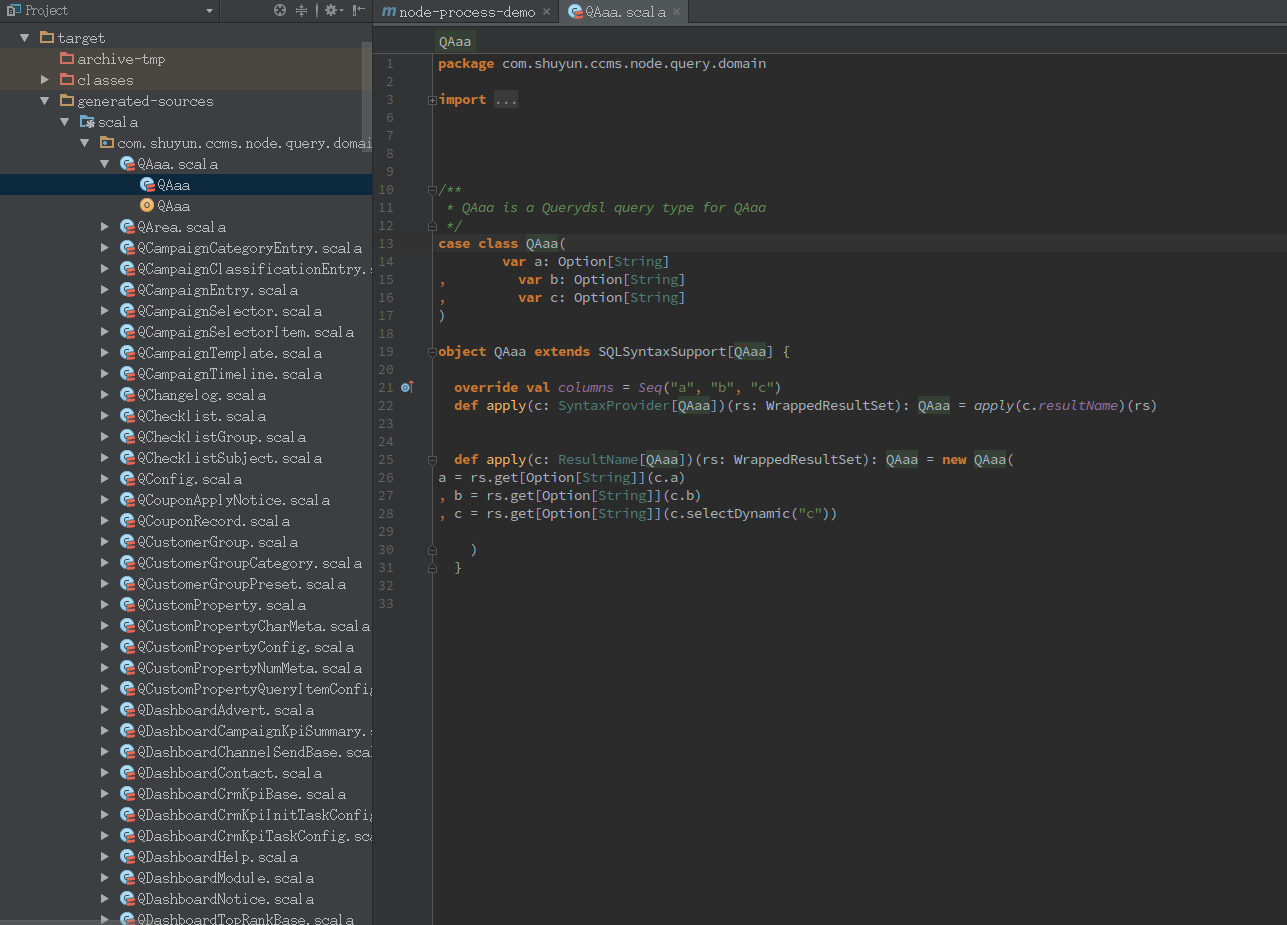 Project
target
archive-tmp
classes
generated-sources
scala
com.shuyun.ccms.node.query.domai
QAaa.scala
QAaa
QAaa
QArea.scala
QCampaignCategoryEntry.scala
QCampaignClassificationEntry.s
QCampaignEntry.scala
QCampaignSelector.scala
QCampaignSelectorItem.scala
QCampaignTemplate.scala
QCampaignTimeline.scala
QChangelog.scala
QChecklist.scala
QChecklistGroup.scala
QChecklistSubject.scala
QConfig.scala
QCouponApplyNotice.scala
QCouponRecord.scala
QCustomerGroup.scala
QCustomerGroupCategory.scala
QCustomerGroupPreset.scala
QCustomProperty.scala
QCustomPropertyCharMeta.scala
QCustomPropertyConfig.scala
QCustomPropertyNumMeta.scala
QCustomPropertyQueryItemConfig
QDashboardAdvert.scala
QDashboardCampaignKpiSummary.
QDashboardChannelSendBase.scal
QDashboardContact.scala
QDashboardCrmKpiBase.scala
QDashboardCrmKpiInitTaskConfig
QDashboardCrmKpiTaskConfig.sca
QDashboardHelp.scala
QDashboardModule.scala
QDashboardNotice.scala
QDashboardTopRankBase.scala
m node-process-demo × QAaa.scala ×
QAaa
1 package com.shuyun.ccms.node.query.domain
2
3 import ...
6
7
8
9
10 /**
11 * QAaa is a Querydsl query type for QAaa
12 */
13 case class QAaa(
14 var a: Option[String]
15 , var b: Option[String]
16 , var c: Option[String]
17 )
18
19 object QAaa extends SQLSyntaxSupport[QAaa] {
20
21 override val columns = Seq("a", "b", "c")
22 def apply(c: SyntaxProvider[QAaa])(rs: WrappedResultSet): QAaa = apply(c.resultName)(rs)
23
24
25 def apply(c: ResultName[QAaa])(rs: WrappedResultSet): QAaa = new QAaa(
26 a = rs.get[Option[String]](c.a)
27 , b = rs.get[Option[String]](c.b)
28 , c = rs.get[Option[String]](c.selectDynamic("c"))
29
30 )
31 }
32
33